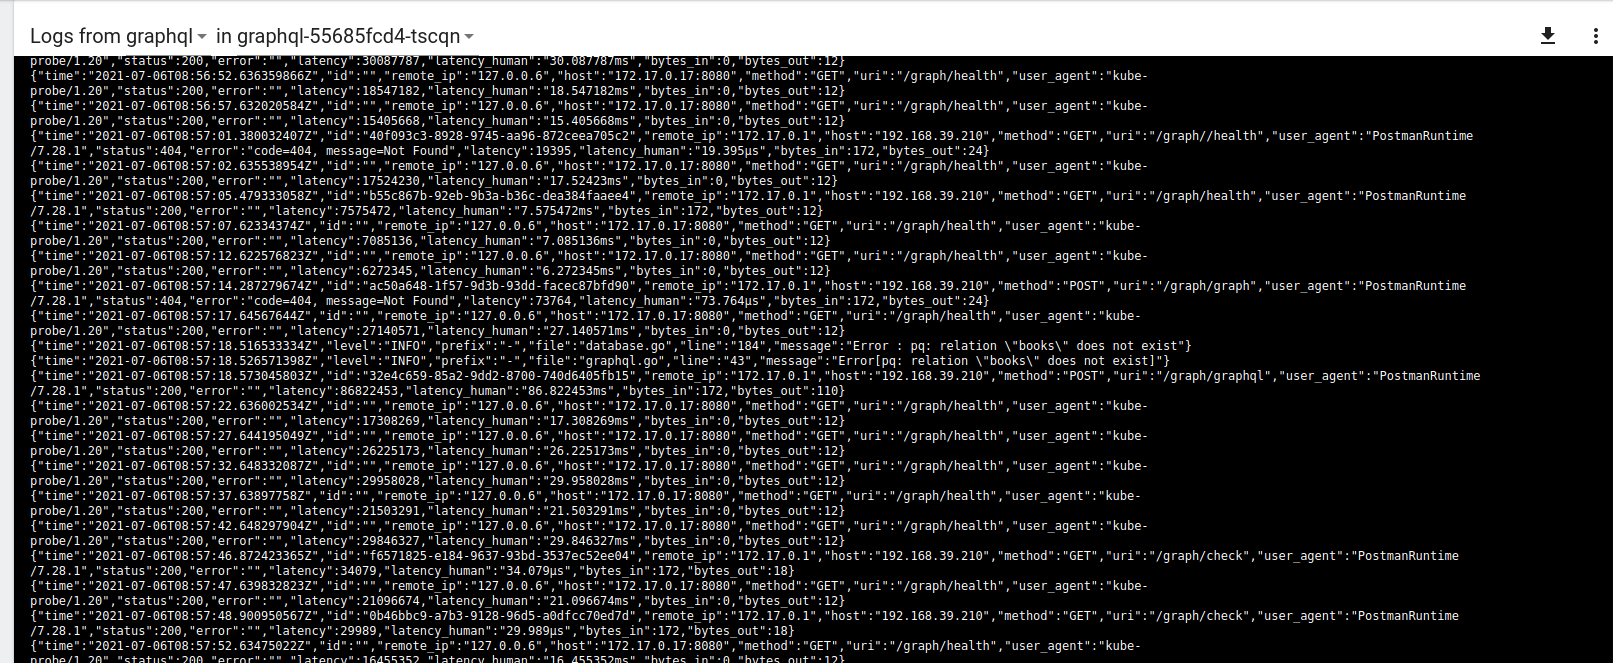 Logs from graphql in graphql-55685fcd4-tscqn
probe/1.20","status":200,"error":"","latency":30087787,"latency_human":"30.087787ms","bytes_in":0,"bytes_out":12}
{"time":"2021-07-06T08:56:52.636359866Z","id":"","remote_ip":"127.0.0.6","host":"172.17.0.17:8080","method":"GET","uri":"/graph/health","user_agent":"kube-
probe/1.20","status":200,"error":"","latency":18547182,"latency_human":"18.547182ms","bytes_in":0,"bytes_out":12}
{"time":"2021-07-06T08:56:57.632020584Z","id":"","remote_ip":"127.0.0.6","host":"172.17.0.17:8080","method":"GET","uri":"/graph/health","user_agent":"kube-
probe/1.20","status":200,"error":"","latency":15405668,"latency_human":"15.405668ms","bytes_in":0,"bytes_out":12}
{"time":"2021-07-06T08:57:01.380032407Z","id":"40f093c3-8928-9745-aa96-872ceea705c2","remote_ip":"172.17.0.1","host":"192.168.39.210","method":"GET","uri":"/graph//health","user_agent":"PostmanRuntime
/7.28.1","status":404,"error":"code=404, message=Not Found","latency":19395,"latency_human":"19.395µs","bytes_in":172,"bytes_out":24}
{"time":"2021-07-06T08:57:02.635538954Z","id":"","remote_ip":"127.0.0.6","host":"172.17.0.17:8080","method":"GET","uri":"/graph/health","user_agent":"kube-
probe/1.20","status":200,"error":"","latency":17524230,"latency_human":"17.52423ms","bytes_in":0,"bytes_out":12}
{"time":"2021-07-06T08:57:05.479333058Z","id":"b55c867b-92eb-9b3a-b36c-dea384faaee4","remote_ip":"172.17.0.1","host":"192.168.39.210","method":"GET","uri":"/graph/health","user_agent":"PostmanRuntime
/7.28.1","status":200,"error":"","latency":7575472,"latency_human":"7.575472ms","bytes_in":172,"bytes_out":12}
{"time":"2021-07-06T08:57:07.62334374Z","id":"","remote_ip":"127.0.0.6","host":"172.17.0.17:8080","method":"GET","uri":"/graph/health","user_agent":"kube-
probe/1.20","status":200,"error":"","latency":7085136,"latency_human":"7.085136ms","bytes_in":0,"bytes_out":12}
{"time":"2021-07-06T08:57:12.622576823Z","id":"","remote_ip":"127.0.0.6","host":"172.17.0.17:8080","method":"GET","uri":"/graph/health","user_agent":"kube-
probe/1.20","status":200,"error":"","latency":6272345,"latency_human":"6.272345ms","bytes_in":0,"bytes_out":12}
{"time":"2021-07-06T08:57:14.287279674Z","id":"ac50a648-1f57-9d3b-93dd-facec87bfd90","remote_ip":"172.17.0.1","host":"192.168.39.210","method":"POST","uri":"/graph/graph","user_agent":"PostmanRuntime
/7.28.1","status":404,"error":"code=404, message=Not Found","latency":73764,"latency_human":"73.764µs","bytes_in":172,"bytes_out":24}
{"time":"2021-07-06T08:57:17.64567644Z","id":"","remote_ip":"127.0.0.6","host":"172.17.0.17:8080","method":"GET","uri":"/graph/health","user_agent":"kube-
probe/1.20","status":200,"error":"","latency":27140571,"latency_human":"27.140571ms","bytes_in":0,"bytes_out":12}
{"time":"2021-07-06T08:57:18.516533334Z","level":"INFO","prefix":"-","file":"database.go","line":"184","message":"Error : pq: relation \"books\" does not exist"}
{"time":"2021-07-06T08:57:18.526571398Z","level":"INFO","prefix":"-","file":"graphql.go","line":"43","message":"Error[pq: relation \"books\" does not exist]"}
{"time":"2021-07-06T08:57:18.573045803Z","id":"32e4c659-85a2-9dd2-8700-740d6405fb15","remote_ip":"172.17.0.1","host":"192.168.39.210","method":"POST","uri":"/graph/graphql","user_agent":"PostmanRuntime
/7.28.1","status":200,"error":"","latency":86822453,"latency_human":"86.822453ms","bytes_in":172,"bytes_out":110}
{"time":"2021-07-06T08:57:22.636002534Z","id":"","remote_ip":"127.0.0.6","host":"172.17.0.17:8080","method":"GET","uri":"/graph/health","user_agent":"kube-
probe/1.20","status":200,"error":"","latency":17308269,"latency_human":"17.308269ms","bytes_in":0,"bytes_out":12}
{"time":"2021-07-06T08:57:27.644195049Z","id":"","remote_ip":"127.0.0.6","host":"172.17.0.17:8080","method":"GET","uri":"/graph/health","user_agent":"kube-
probe/1.20","status":200,"error":"","latency":26225173,"latency_human":"26.225173ms","bytes_in":0,"bytes_out":12}
{"time":"2021-07-06T08:57:32.648332087Z","id":"","remote_ip":"127.0.0.6","host":"172.17.0.17:8080","method":"GET","uri":"/graph/health","user_agent":"kube-
probe/1.20","status":200,"error":"","latency":29958028,"latency_human":"29.958028ms","bytes_in":0,"bytes_out":12}
{"time":"2021-07-06T08:57:37.63897758Z","id":"","remote_ip":"127.0.0.6","host":"172.17.0.17:8080","method":"GET","uri":"/graph/health","user_agent":"kube-
probe/1.20","status":200,"error":"","latency":21503291,"latency_human":"21.503291ms","bytes_in":0,"bytes_out":12}
{"time":"2021-07-06T08:57:42.648297904Z","id":"","remote_ip":"127.0.0.6","host":"172.17.0.17:8080","method":"GET","uri":"/graph/health","user_agent":"kube-
probe/1.20","status":200,"error":"","latency":29846327,"latency_human":"29.846327ms","bytes_in":0,"bytes_out":12}
{"time":"2021-07-06T08:57:46.872423365Z","id":"f6571825-e184-9637-93bd-3537ec52ee04","remote_ip":"172.17.0.1","host":"192.168.39.210","method":"GET","uri":"/graph/check","user_agent":"PostmanRuntime
/7.28.1","status":200,"error":"","latency":34079,"latency_human":"34.079µs","bytes_in":172,"bytes_out":18}
{"time":"2021-07-06T08:57:47.639832823Z","id":"","remote_ip":"127.0.0.6","host":"172.17.0.17:8080","method":"GET","uri":"/graph/health","user_agent":"kube-
probe/1.20","status":200,"error":"","latency":21096674,"latency_human":"21.096674ms","bytes_in":0,"bytes_out":12}
{"time":"2021-07-06T08:57:48.900950567Z","id":"0b46bbc9-a7b3-9128-96d5-a0dfcc70ed7d","remote_ip":"172.17.0.1","host":"192.168.39.210","method":"GET","uri":"/graph/check","user_agent":"PostmanRuntime
/7.28.1","status":200,"error":"","latency":29989,"latency_human":"29.989µs","bytes_in":172,"bytes_out":18}
{"time":"2021-07-06T08:57:52.63475022Z","id":"","remote_ip":"127.0.0.6","host":"172.17.0.17:8080","method":"GET","uri":"/graph/health","user_agent":"kube-
probe/1.20","status":200,"error":"","latency":16455352,"latency_human":"16.455352ms","bytes_in":0,"bytes_out":12}